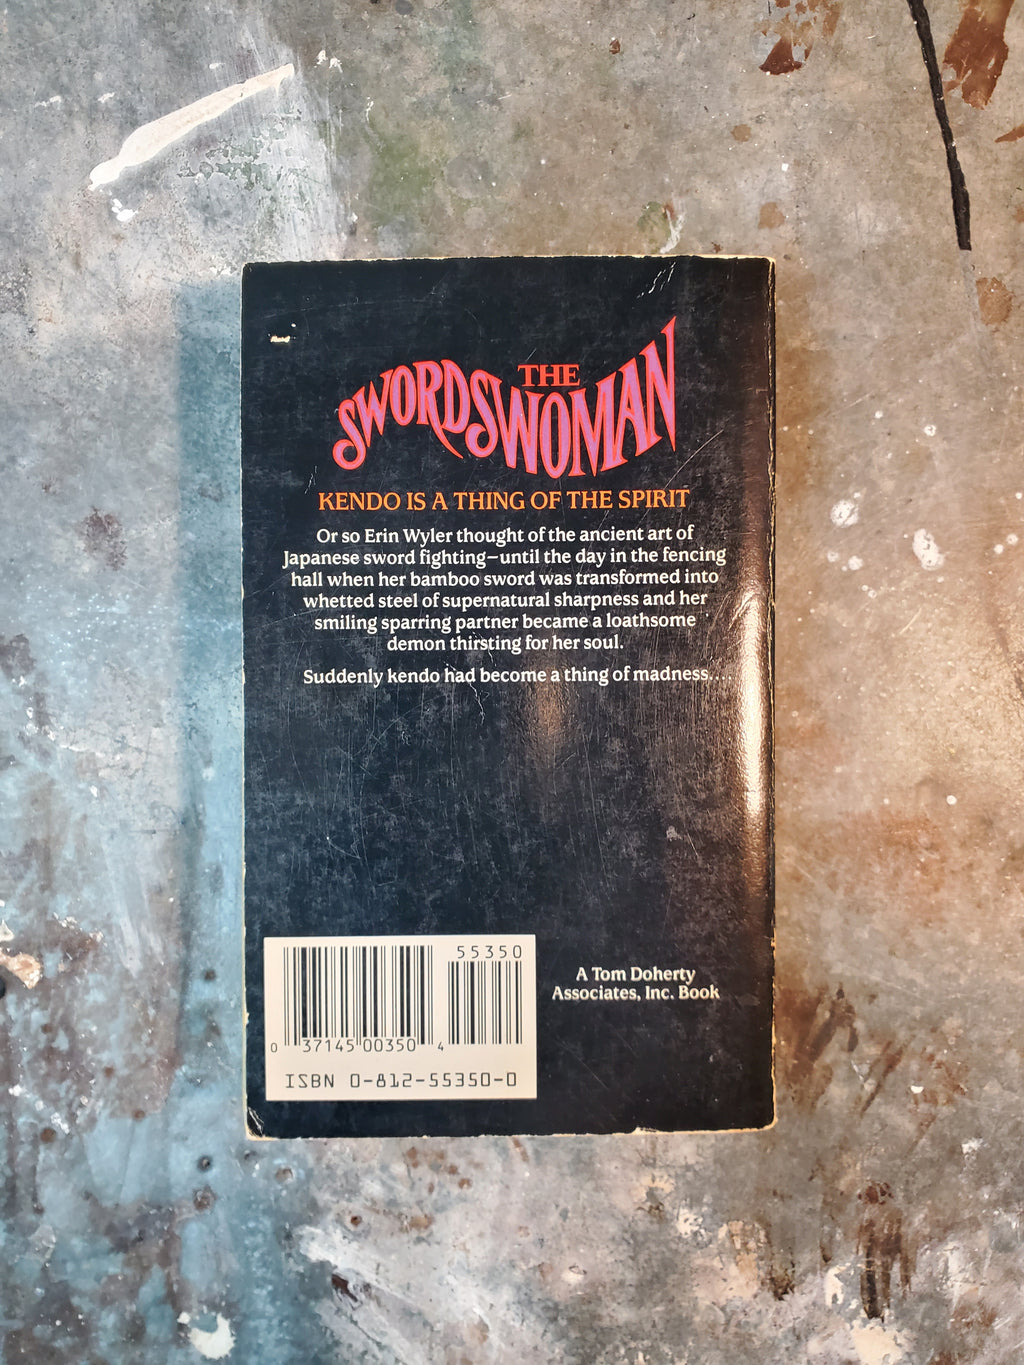 THE
SWORDSWOMAN
KENDO IS A THING OF THE SPIRIT
Or so Erin Wyler thought of the ancient art of
Japanese sword fighting—until the day in the fencing
hall when her bamboo sword was transformed into
whetted steel of supernatural sharpness and her
smiling sparring partner became a loathsome
demon thirsting for her soul.
Suddenly kendo had become a thing of madness....
55350
0 37145 00350 4
ISBN 0-812-55350-0
A Tom Doherty
Associates, Inc. Book